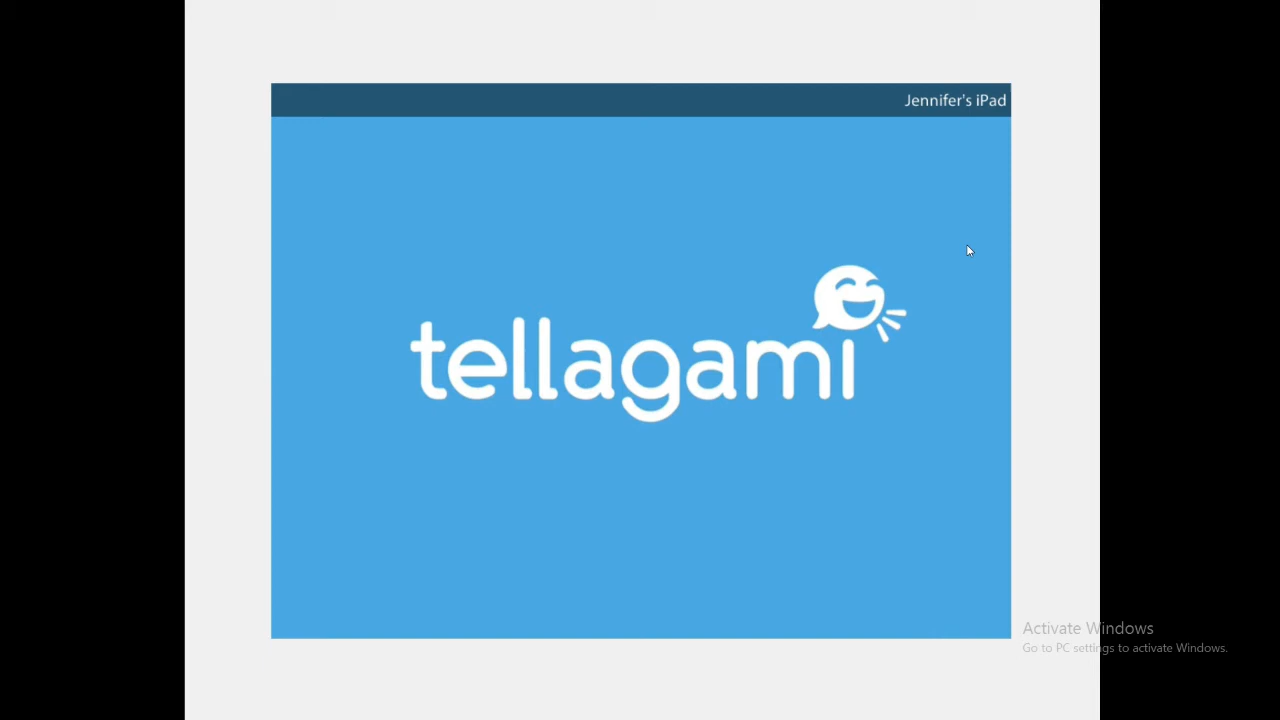 Jennifer's iPad
tellagami
Activate Windows
Go to PC settings to activate Windows.